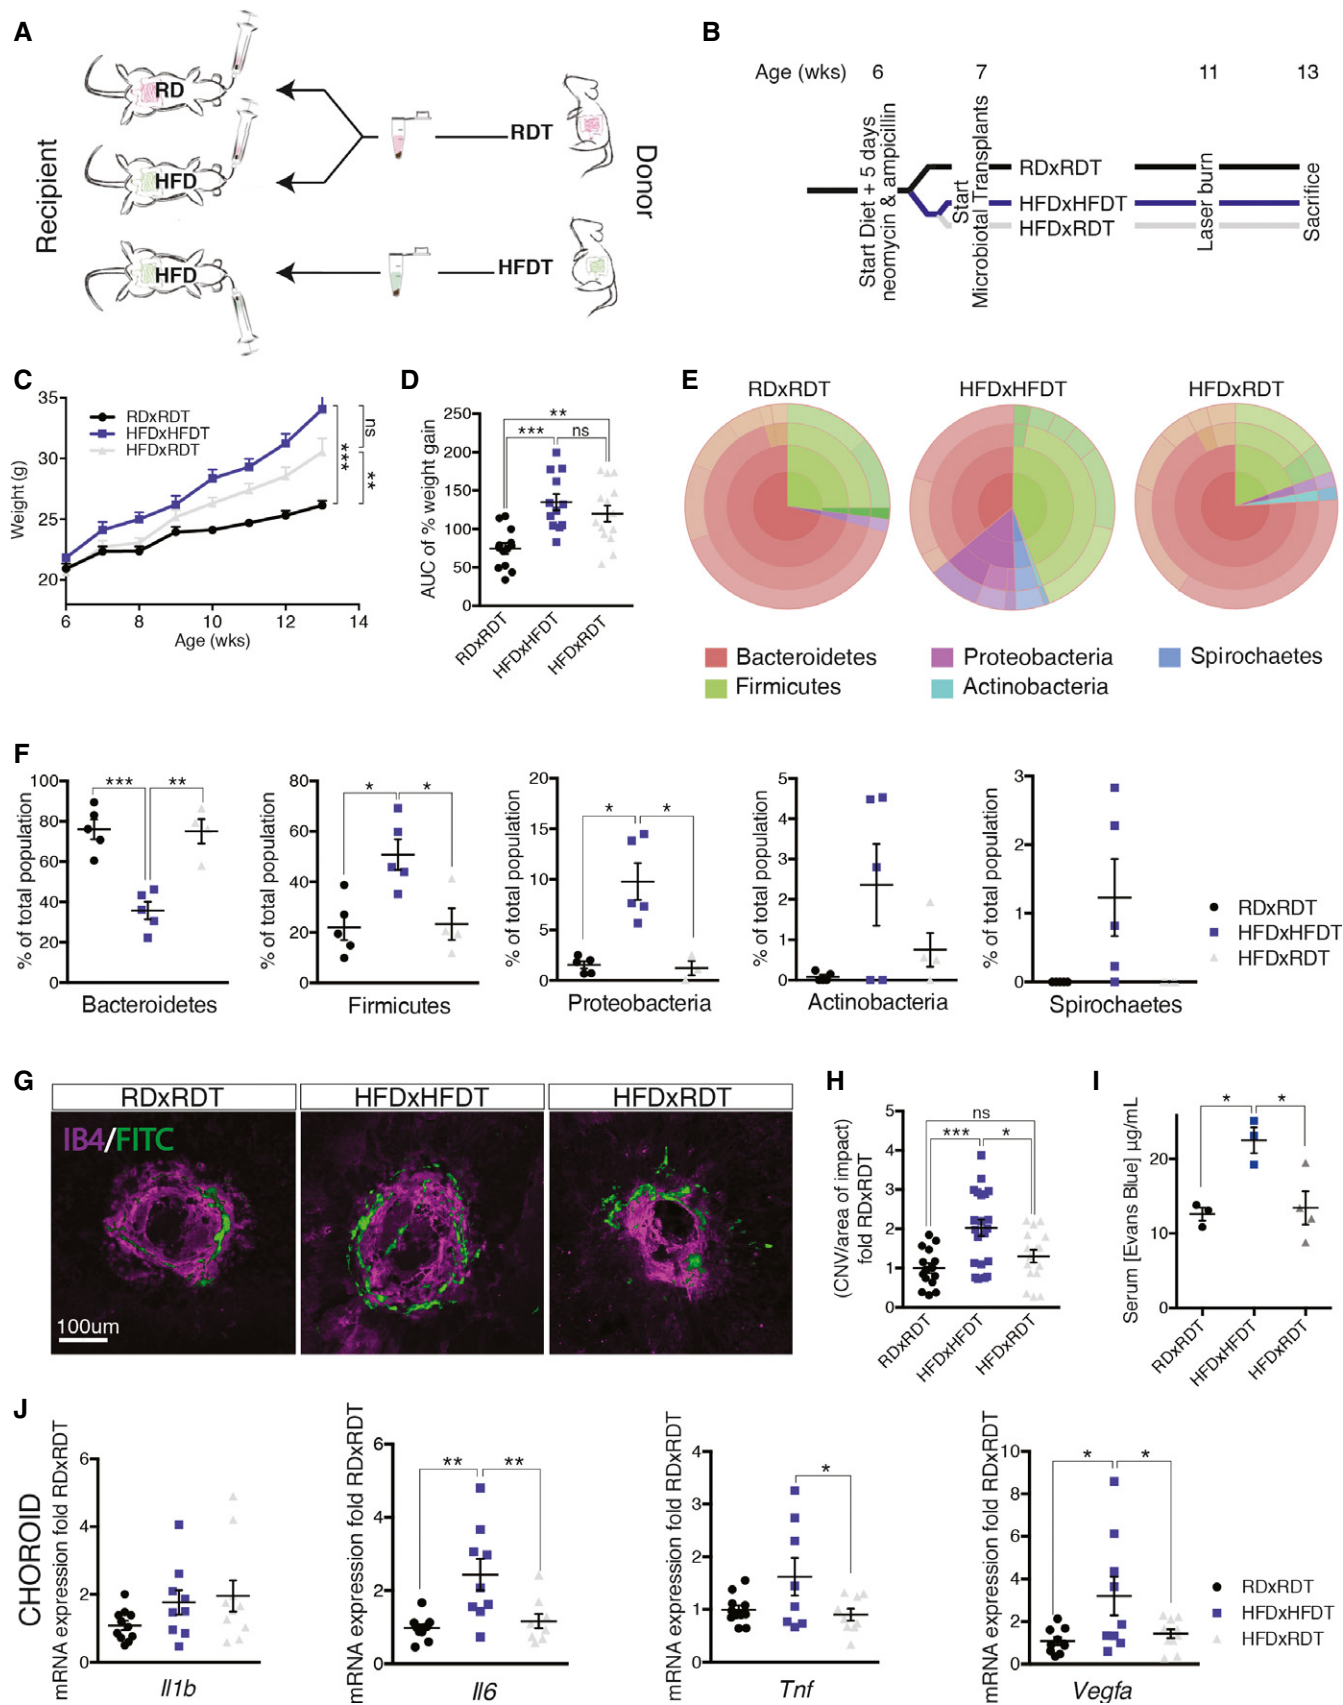 A
Recipient
RD
HFD
HFD
RDT
HFDT
Donor
B
Age (wks) 6 7 11 13
Start Diet + 5 days
neomycin & ampicillin
Start
Microbiotal Transplants
RDxRDT
HFDxHFDT
HFDxRDT
Laser burn
Sacrifice
C
Weight (g)
35
30
25
20
RDxRDT
HFDxHFDT
HFDxRDT
ns
***
**
6 8 10 12 14
Age (wks)
D
AUC of % weight gain
250
200
150
100
50
0
**
*** ns
RDxRDT
HFDxHFDT
HFDxRDT
E
RDxRDT HFDxHFDT HFDxRDT
Bacteroidetes
Firmicutes
Proteobacteria
Actinobacteria
Spirochaetes
F
% of total population
100
80
60
40
20
0
*** **
Bacteroidetes
% of total population
80
60
40
20
0
* *
Firmicutes
% of total population
20
15
10
5
0
* *
Proteobacteria
% of total population
5
4
3
2
1
0
Actinobacteria
% of total population
3
2
1
0
Spirochaetes
RDxRDT
HFDxHFDT
HFDxRDT
G
RDxRDT HFDxHFDT HFDxRDT
IB4/FITC
100um
H
(CNV/area of impact)
fold RDxRDT
5
4
3
2
1
0
ns
*** *
RDxRDT
HFDxHFDT
HFDxRDT
I
Serum [Evans Blue] µg/mL
20
10
0
* *
RDxRDT
HFDxHFDT
HFDxRDT
J
CHOROID
mRNA expression fold RDxRDT
6
4
2
0
Il1b
mRNA expression fold RDxRDT
6
4
2
0
** **
Il6
mRNA expression fold RDxRDT
4
3
2
1
0
*
Tnf
mRNA expression fold RDxRDT
10
8
6
4
2
0
* *
Vegfa
RDxRDT
HFDxHFDT
HFDxRDT